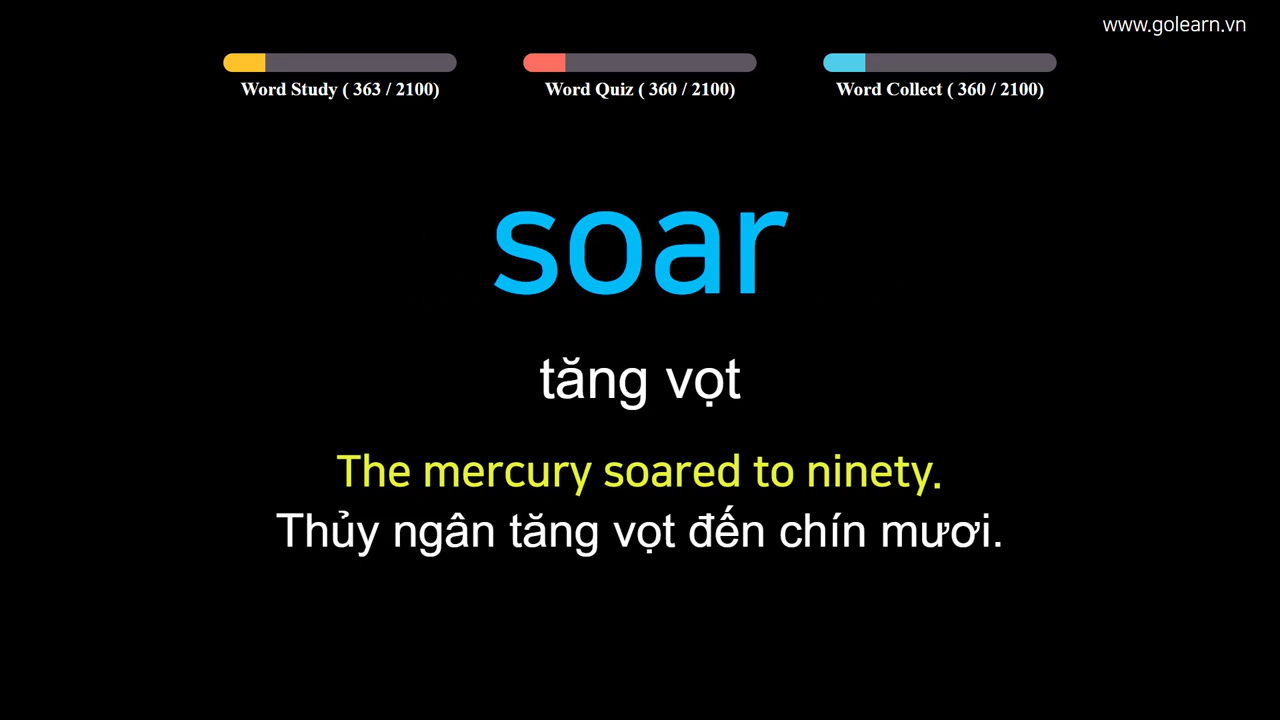 www.golearn.vn
Word Study ( 363 / 2100)
Word Quiz ( 360 / 2100)
Word Collect ( 360 / 2100)
soar
tăng vọt
The mercury soared to ninety.
Thủy ngân tăng vọt đến chín mươi.